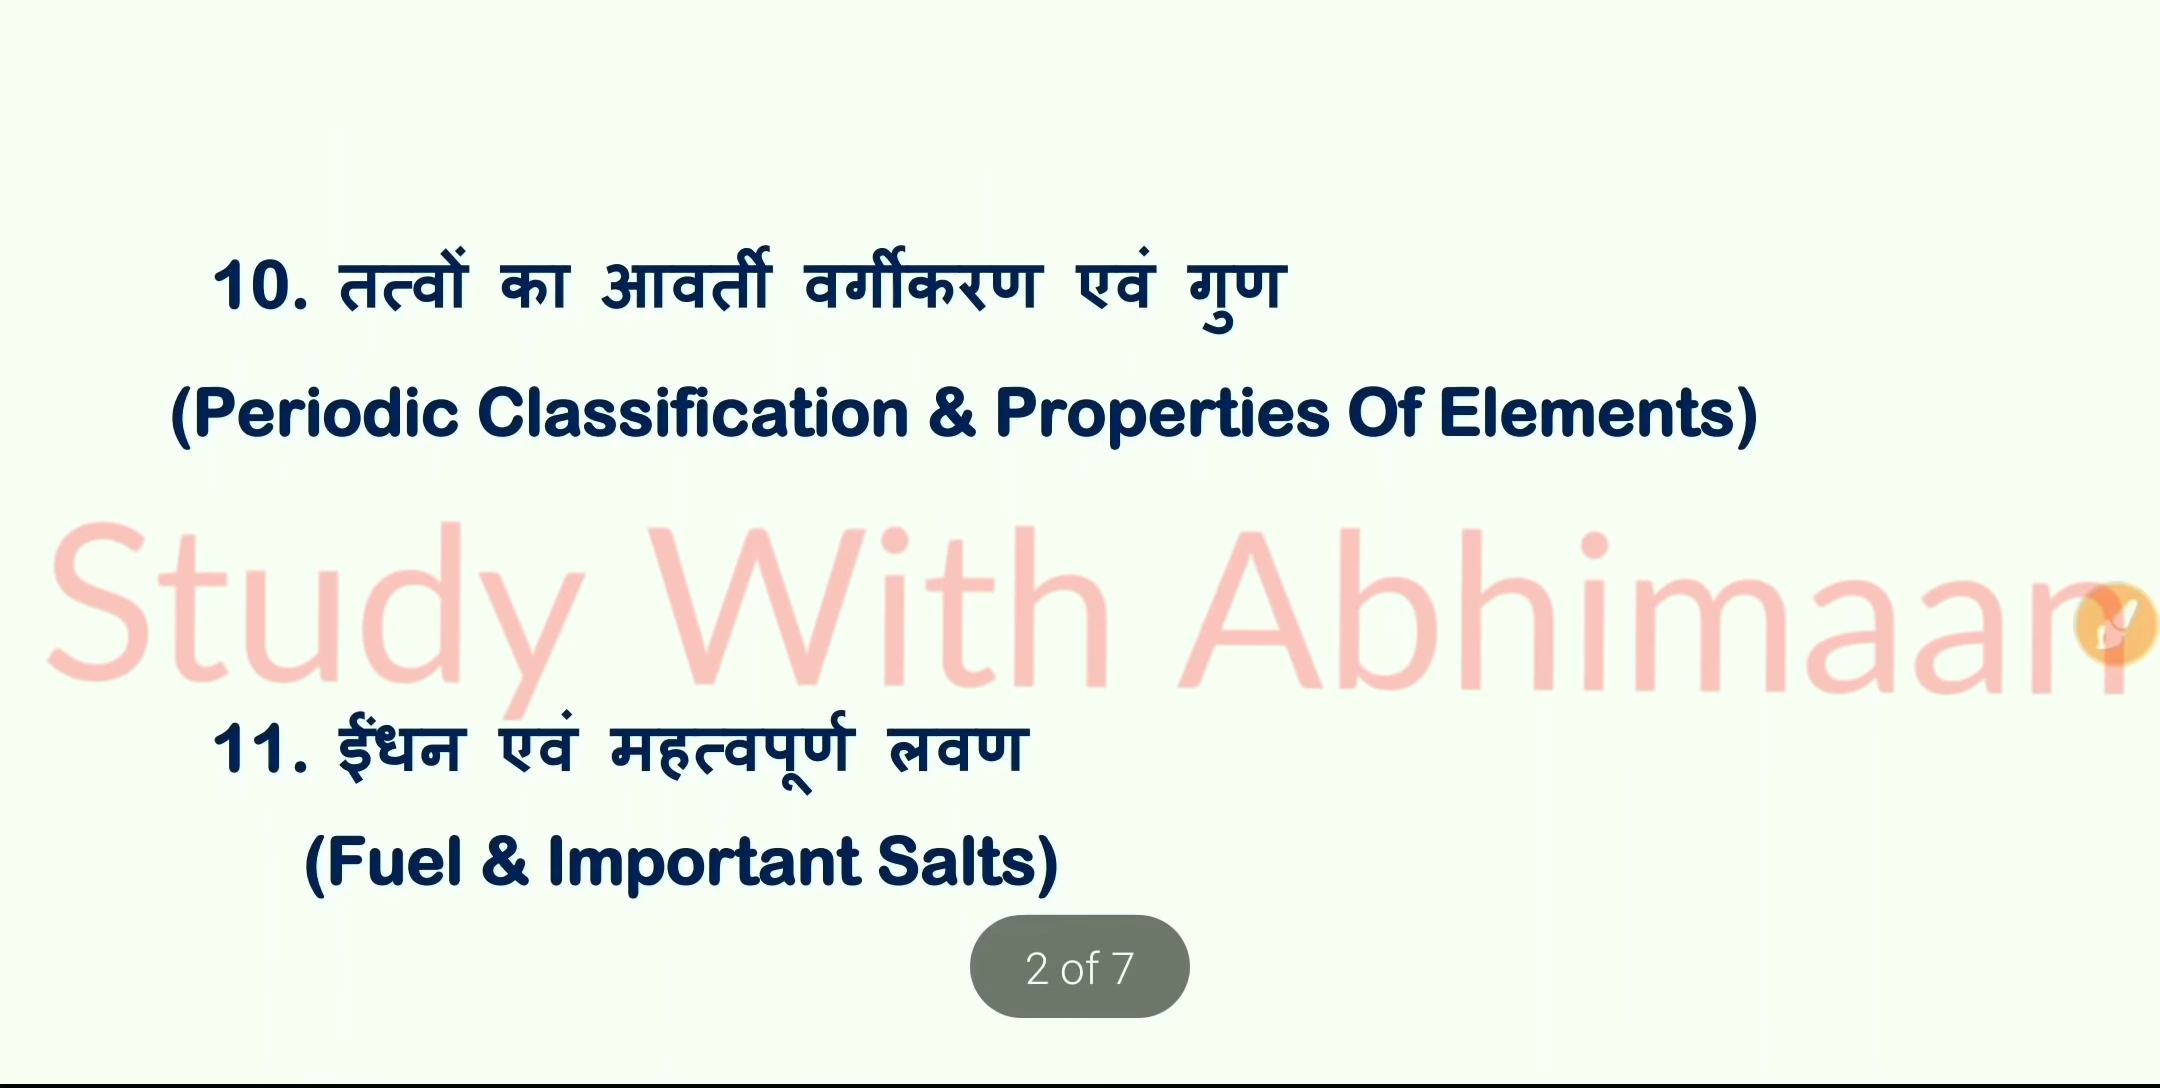 10. तत्वों का आवर्ती वर्गीकरण एवं गुण
(Periodic Classification & Properties Of Elements)
Study With Abhimaan
11. ईंधन एवं महत्वपूर्ण लवण
(Fuel & Important Salts)
2 of 7